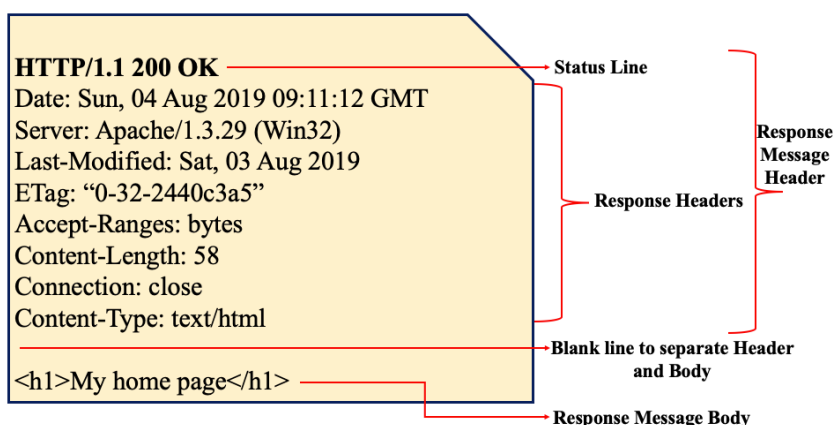 HTTP/1.1 200 OK
Date: Sun, 04 Aug 2019 09:11:12 GMT
Server: Apache/1.3.29 (Win32)
Last-Modified: Sat, 03 Aug 2019
ETag: “0-32-2440c3a5”
Accept-Ranges: bytes
Content-Length: 58
Connection: close
Content-Type: text/html
<h1>My home page</h1>
Status Line
Response Headers
Response
Message
Header
Blank line to separate Header
and Body
Response Message Body